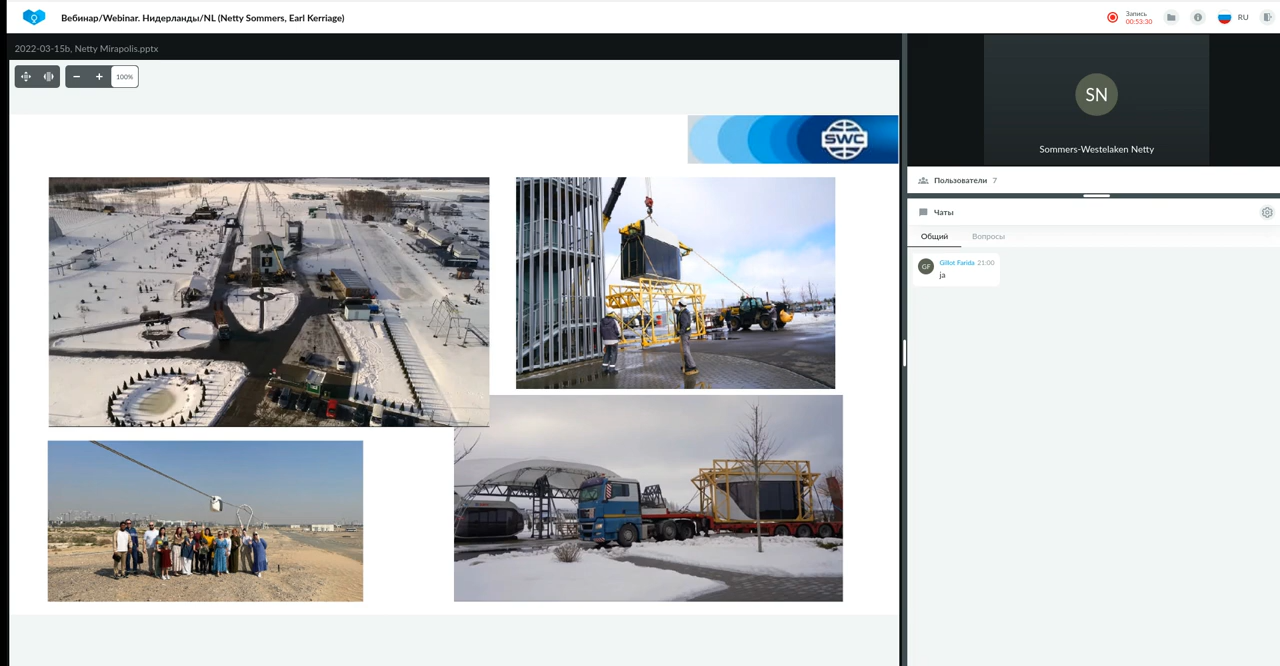 Вебинар/Webinar. Нидерланды/NL (Netty Sommers, Earl Kerriage)
Запись
00:53:30
RU
2022-03-15b, Netty Mirapolis.pptx
100%
SWC
SN
Sommers-Westelaken Netty
Пользователи 7
Чаты
Общий Вопросы
GF Gillot Farida 21:00
ja